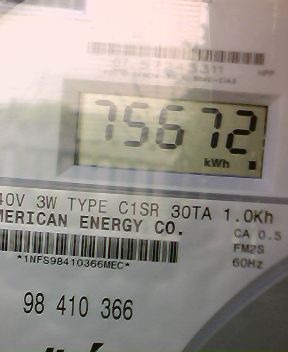 75672
kWh
40V 3W TYPE C1SR 30TA 1.0Kh
MERICAN ENERGY CO.
CA 0.5
*1NFS98410366MEC*
FM2S
60Hz
98 410 366